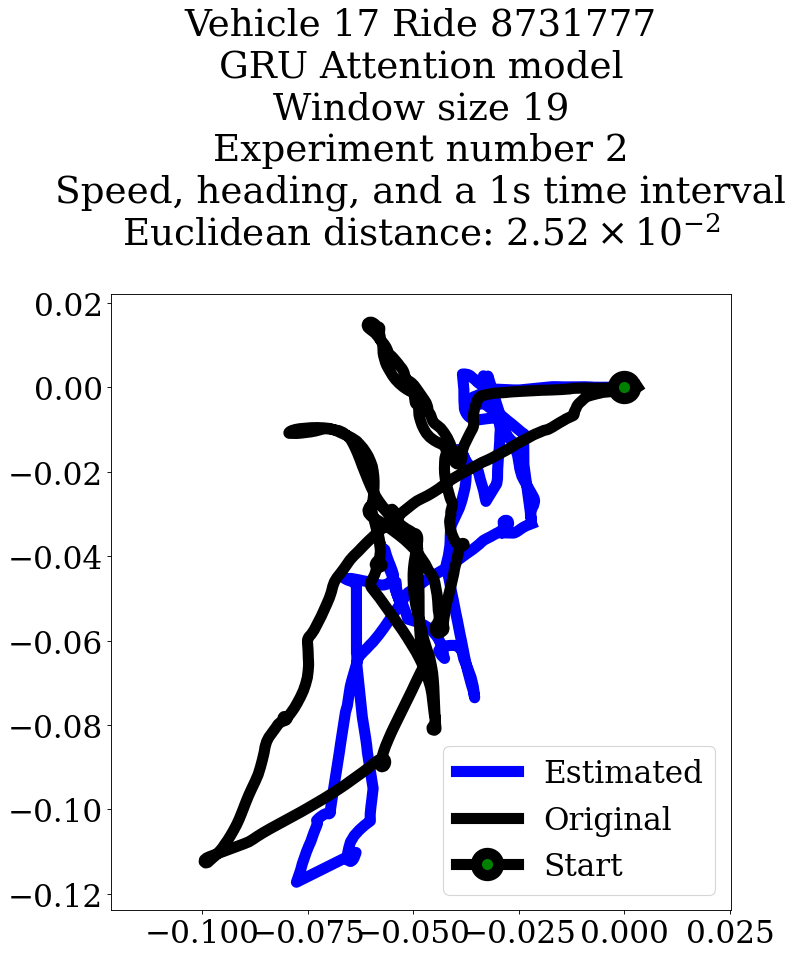 Vehicle 17 Ride 8731777
GRU Attention model
Window size 19
Experiment number 2
Speed, heading, and a 1s time interval
Euclidean distance: 2.52 × 10⁻²
0.02
0.00
−0.02
−0.04
−0.06
−0.08
−0.10
−0.12
Estimated
Original
Start
−0.100 −0.075 −0.050 −0.025 0.000 0.025